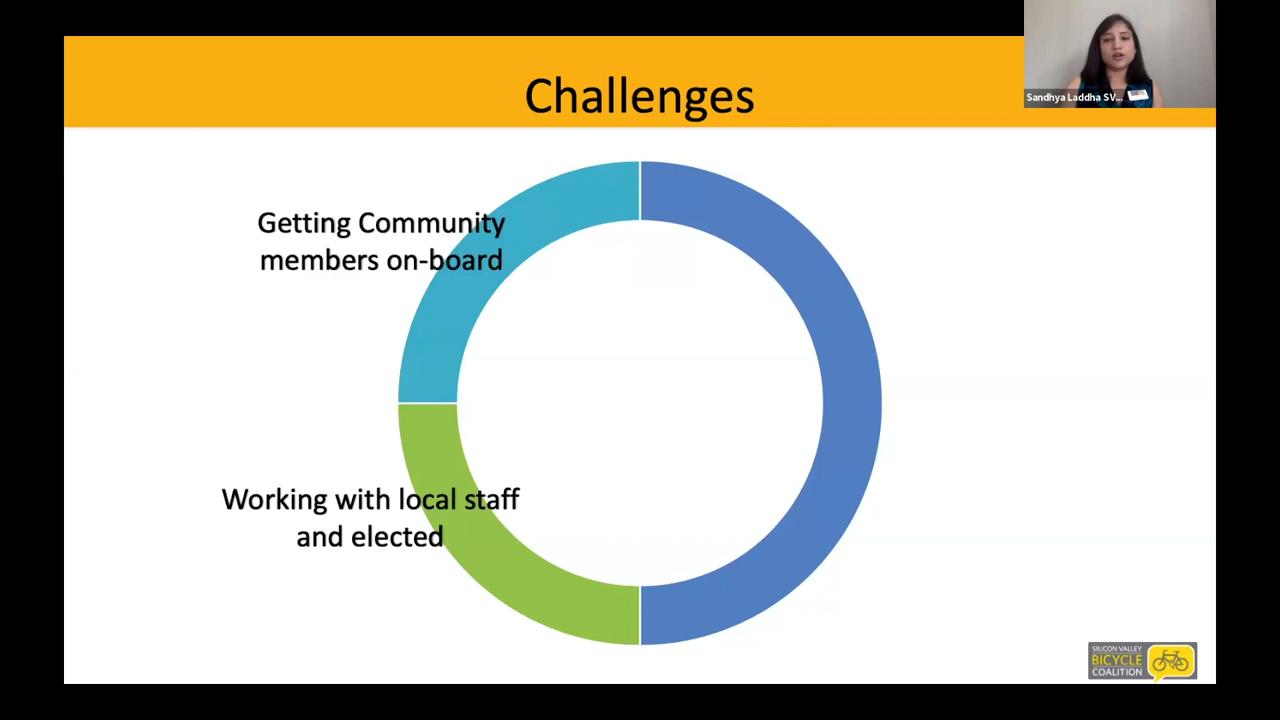 Challenges
Sandhya Laddha SV...
Getting Community
members on-board
Working with local staff
and elected
SILICON VALLEY
BICYCLE
COALITION